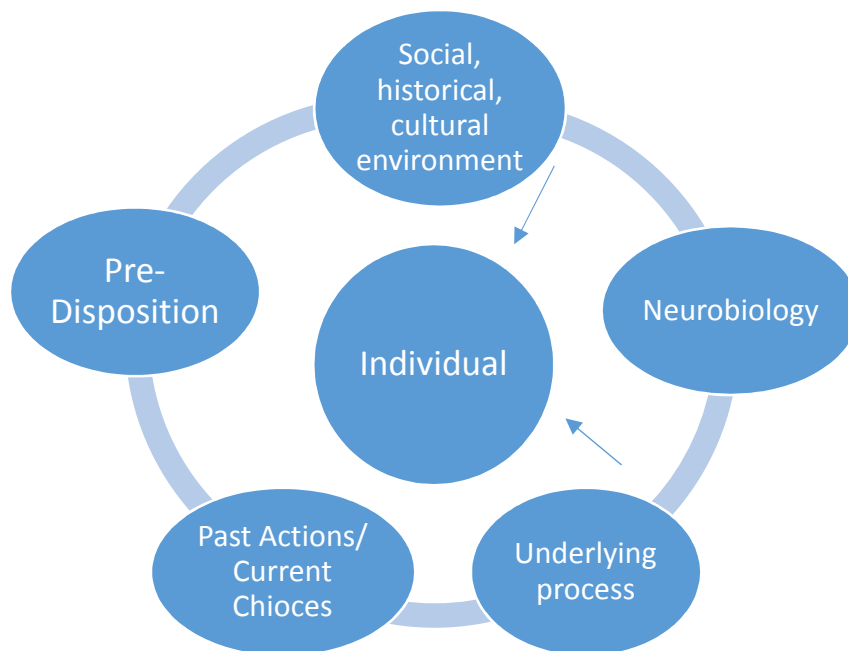 Social,
historical,
cultural
environment
Pre-
Disposition
Neurobiology
Individual
Past Actions/
Current
Chioces
Underlying
process